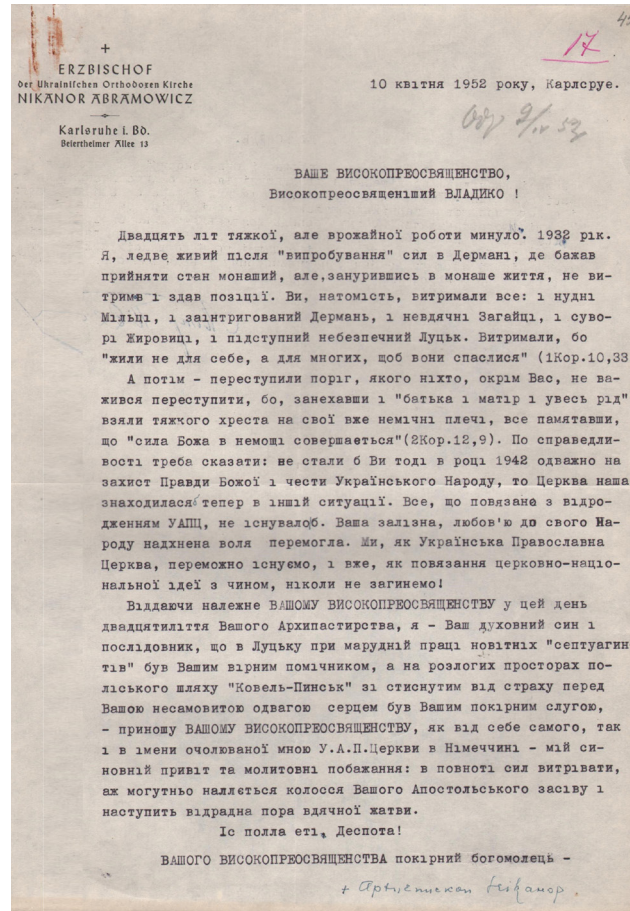 45
17
+
ERZBISCHOF
der Ukrainischen Orthodoxen Kirche
NIKANOR ABRAMOWICZ
Karlsruhe i. Bd.
Beiertheimer Allee 13
10 квітня 1952 року, Карлсруе.
ВАШЕ ВИСОКОПРЕОСВЯЩЕНСТВО,
Високопреосвященіший ВЛАДИКО !
Двадцять літ тяжкої, але врожайної роботи минуло. 1932 рік.
Я, ледве живий після "випробування" сил в Дермані, де бажав
прийняти стан монаший, але, занурившись в монаше життя, не ви-
тримв і здав позіції. Ви, натомість, витримали все: і нудні
Мільці, і заінтригований Дермань, і невдячні Загайці, і суво-
рі Жировиці, і підступний небезпечний Луцьк. Витримали, бо
"жили не для себе, а для многих, щоб вони спаслися" (1Кор.10,33
А потім - переступили поріг, якого ніхто, окрім Вас, не ва-
жився переступити, бо, занехавши і "батька і матір і увесь рід"
взяли тяжкого хреста на свої вже немічні плечі, все памятавши,
що "сила Божа в немощі совершається"(2Кор.12,9). По справедли-
вості треба сказати: не стали б Ви тоді в році 1942 одважно на
захист Правди Божої і чести Українського Народу, то Церква наша
знаходилася тепер в іншій ситуації. Все, що повязане з відро-
дженням УАПЦ, не існувало б. Ваша залізна, любов'ю до свого На-
роду надхнена воля перемогла. Ми, як Українська Православна
Церква, переможно існуємо, і вже, як повязання церковно-націо-
нальної ідеї з чином, ніколи не загинемо!
Віддаючи належне ВАШОМУ ВИСОКОПРЕОСВЯЩЕНСТВУ у цей день
двадцятиліття Вашого Архипастирства, я - Ваш духовний син і
послідовник, що в Луцьку при марудній праці новітніх "септуагин
тів" був Вашим вірним помічником, а на розлогих просторах по-
ліського шляху "Ковель-Пинськ" зі стиснутим від страху перед
Вашою несамовитою одвагою серцем був Вашим покірним слугою,
- приношу ВАШОМУ ВИСОКОПРЕОСВЯЩЕНСТВУ, як від себе самого, так
і в імени очолюваної мною У.А.П.Церкви в Німеччині - мій си-
новній привіт та молитовні побажання: в повноті сил витрівати,
аж могутньо наллється колосся Вашого Апостольського засіву і
наступить відрадна пора вдячної жатви.
Іс полла еті, Деспота!
ВАШОГО ВИСОКОПРЕОСВЯЩЕНСТВА покірний богомолець -
+ Архиепископ Никанор.